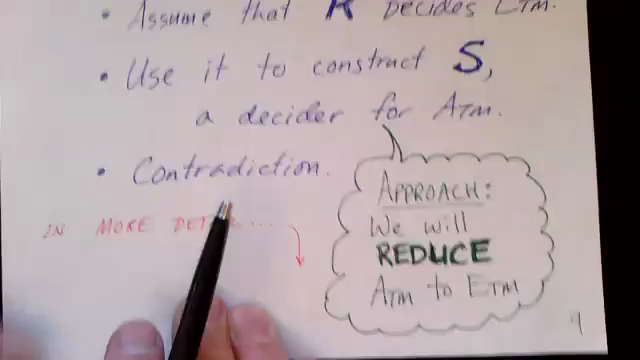 • Assume that R decides ETM.
• Use it to construct S,
a decider for ATM.
• Contradiction.
IN MORE
APPROACH:
We will
REDUCE
ATM to ETM
9